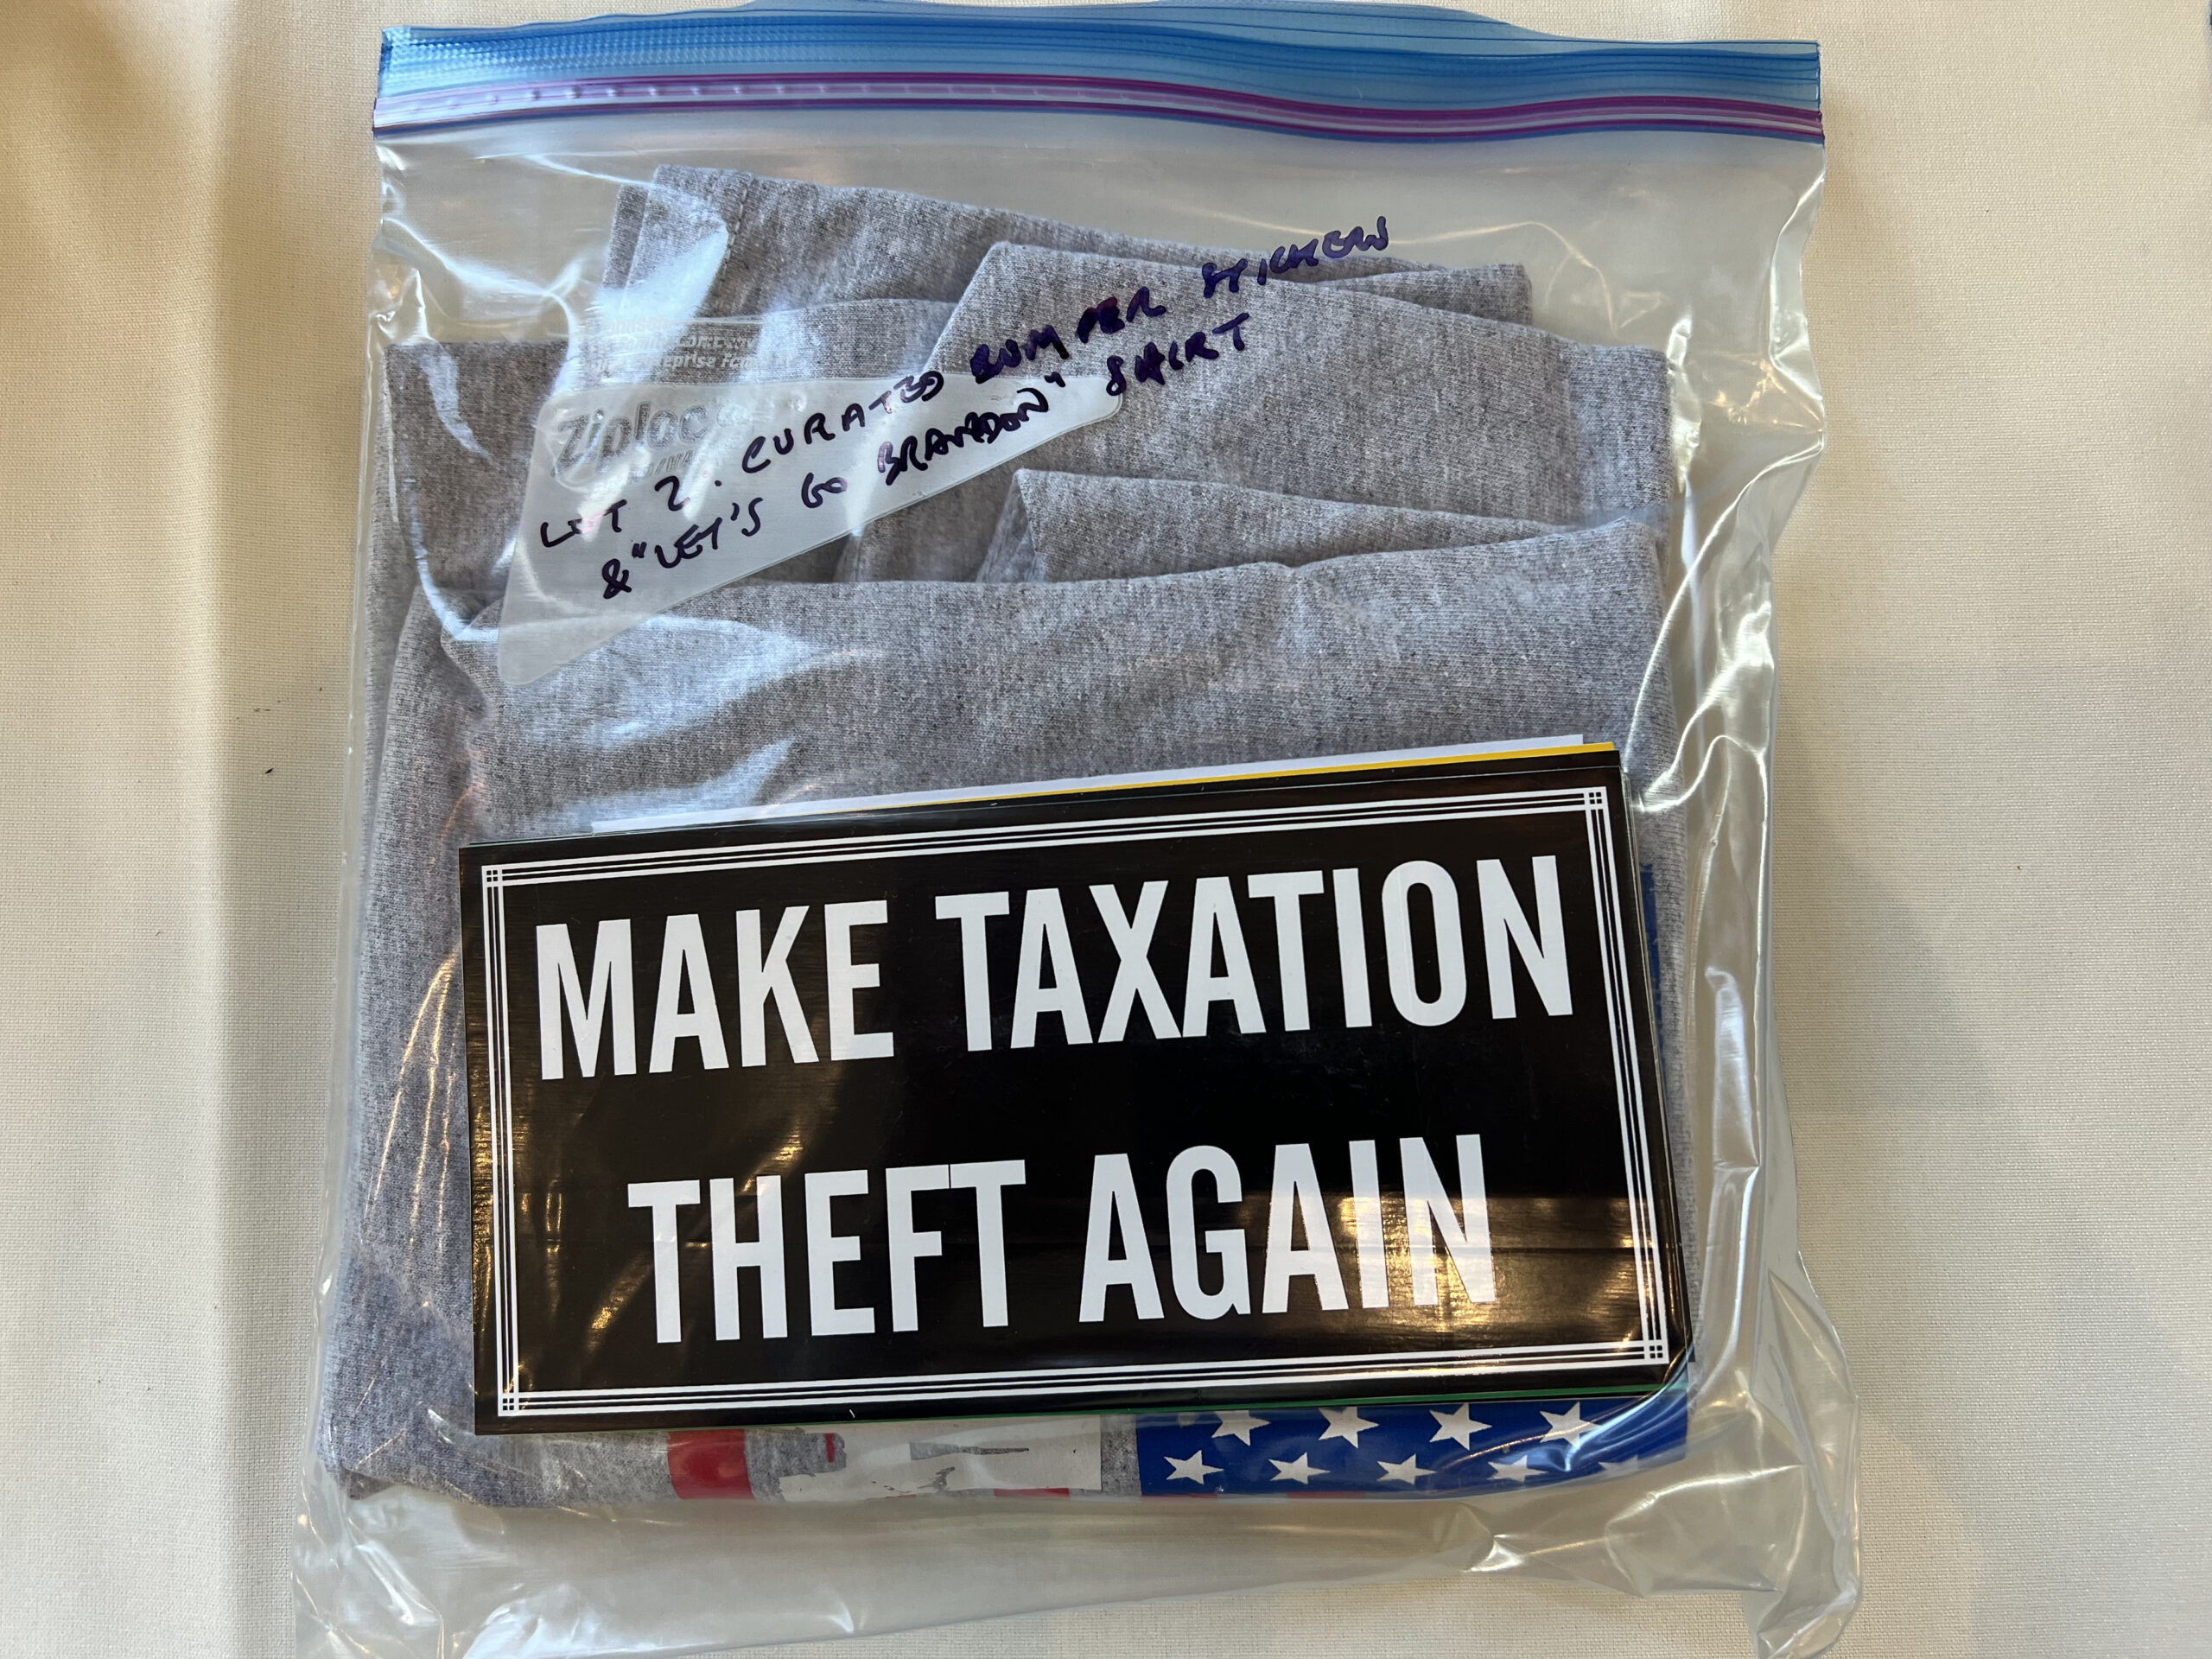 Ziploc
LOT 2. CURATED BUMPER STICKERS
& "LET'S GO BRANDON" SHIRT
MAKE TAXATION
THEFT AGAIN